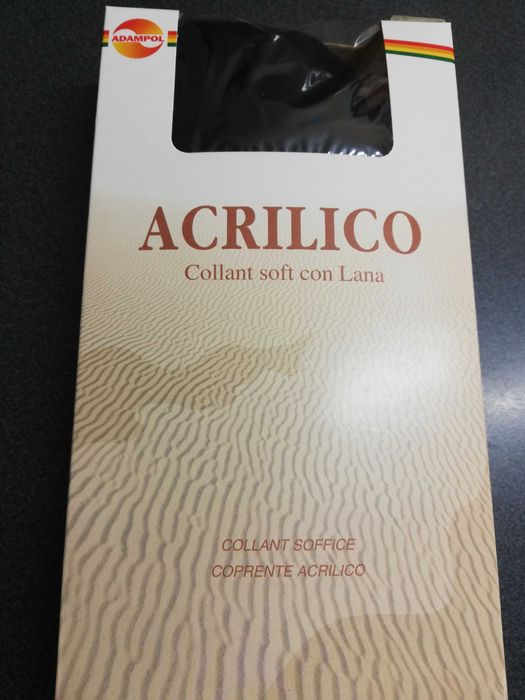 ADAMPOL
ACRILICO
Collant soft con Lana
COLLANT SOFFICE
COPRENTE ACRILICO